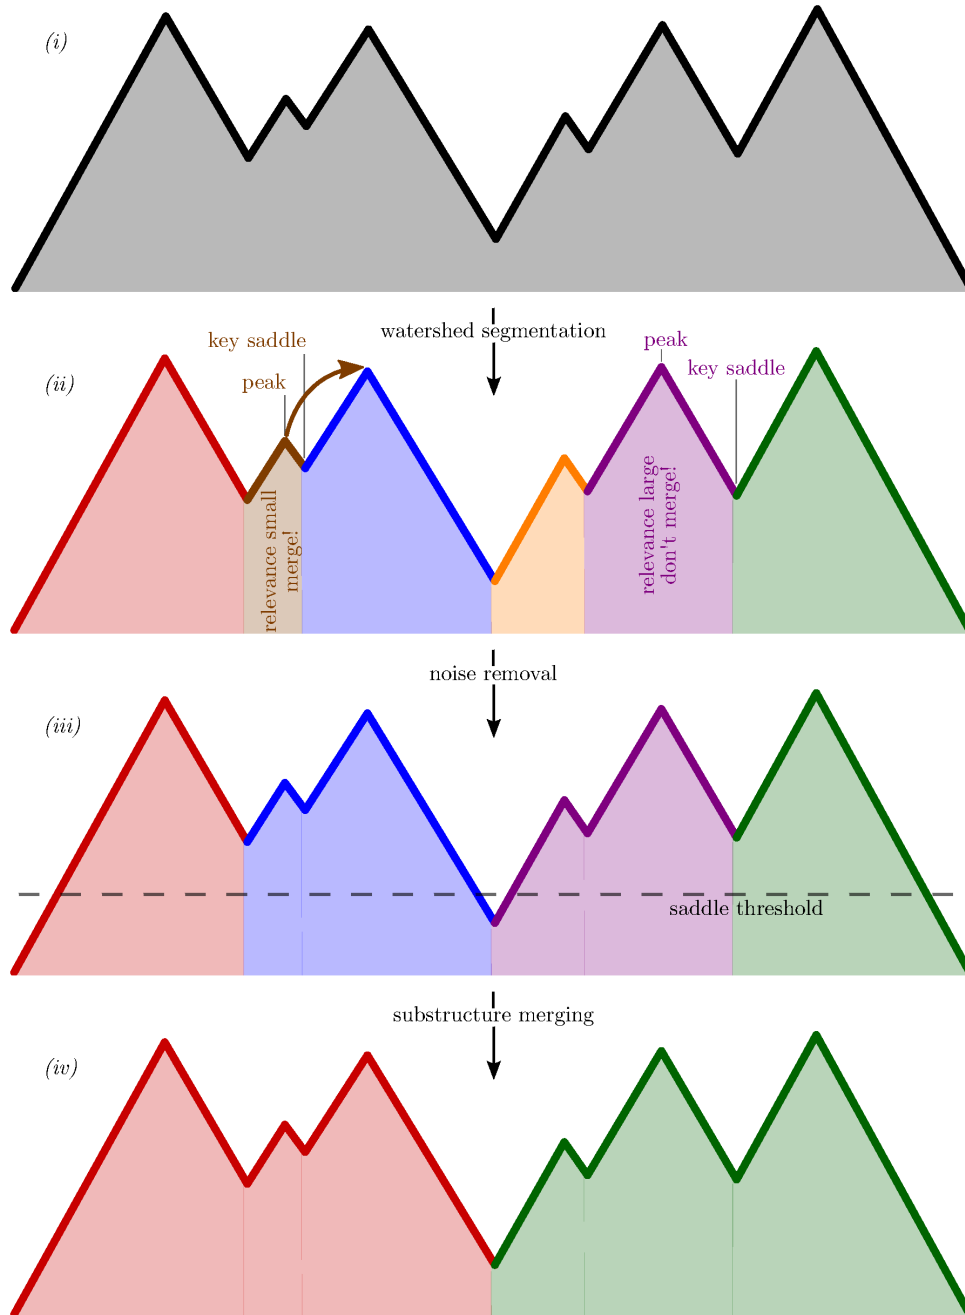 (i)
watershed segmentation
key saddle
peak
peak
key saddle
(ii)
relevance small
merge!
relevance large
don't merge!
noise removal
(iii)
saddle threshold
substructure merging
(iv)